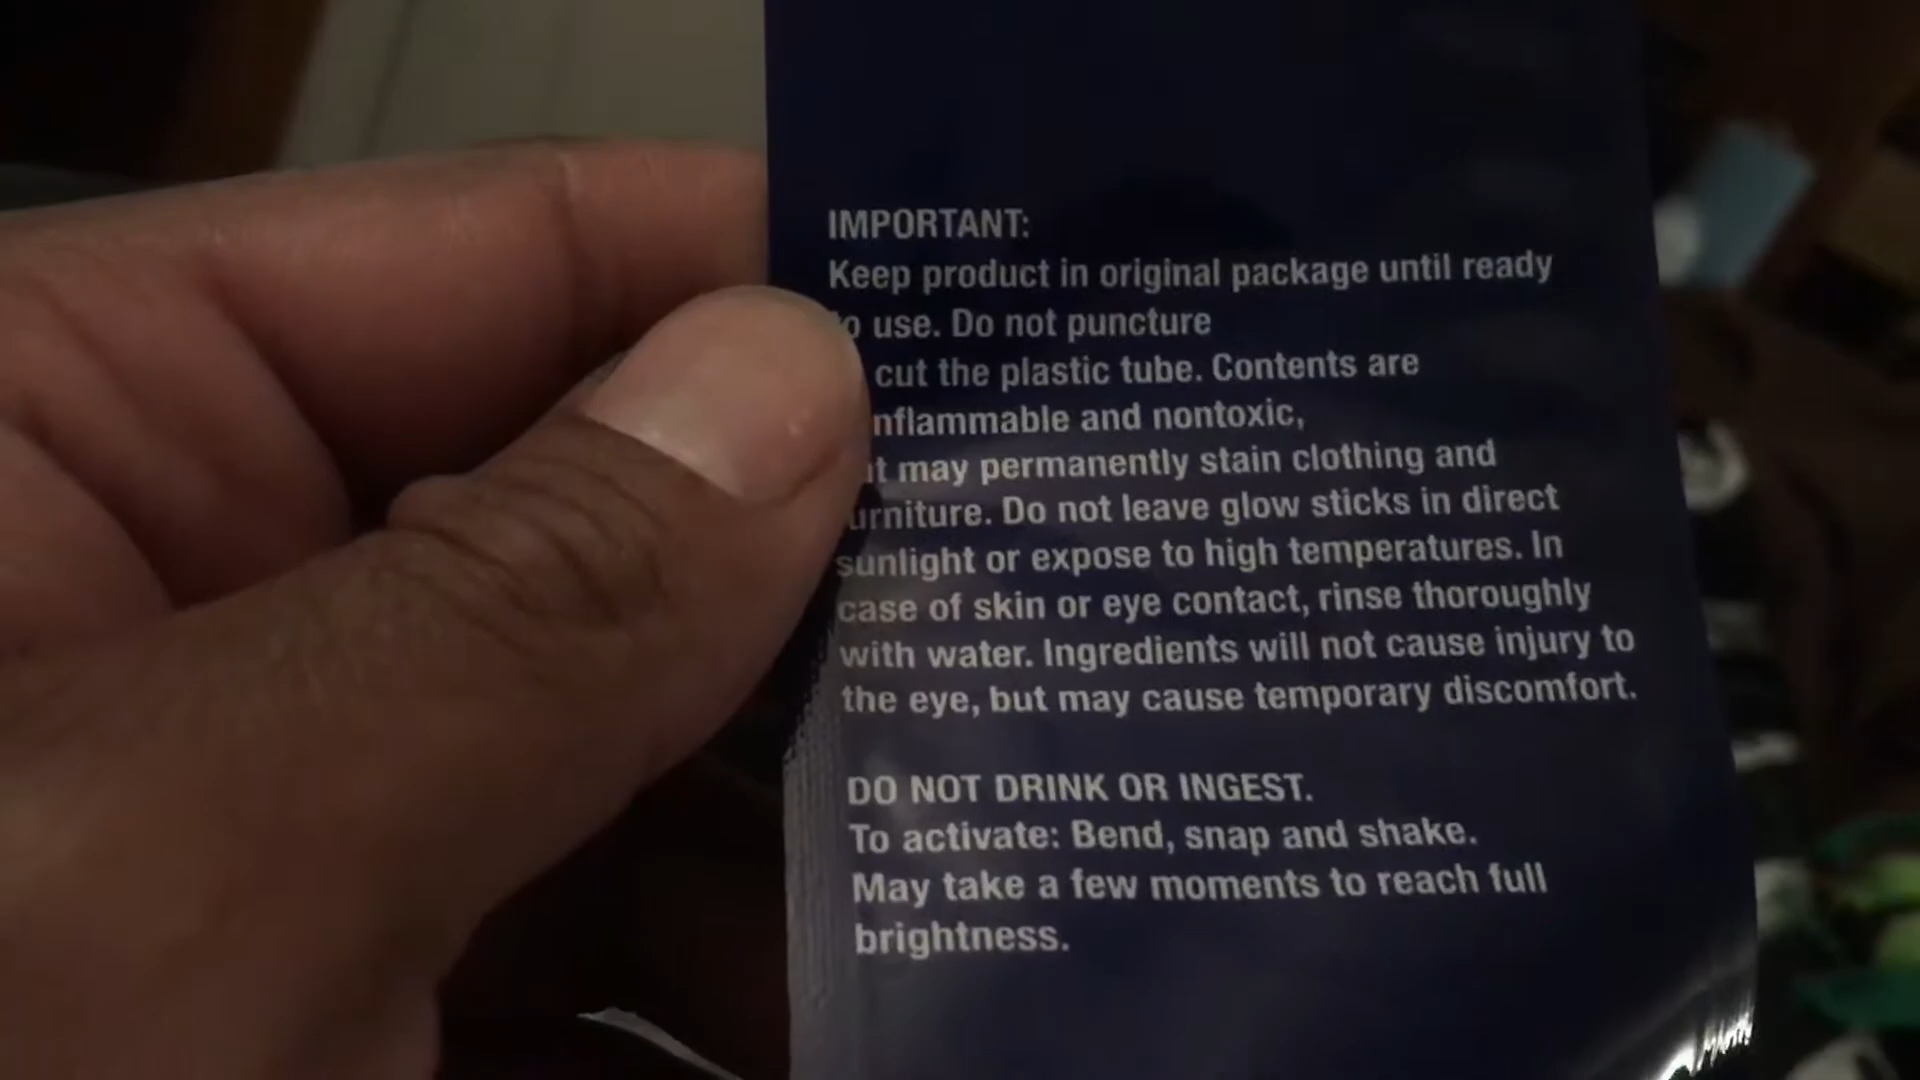 IMPORTANT:
Keep product in original package until ready
use. Do not puncture
cut the plastic tube. Contents are
and nontoxic,
may permanently stain clothing and
Do not leave glow sticks in direct
sunlight or expose to high temperatures. In
case of skin or eye contact, rinse thoroughly
with water. Ingredients will not cause injury to
the eye, but may cause temporary discomfort.
DO NOT DRINK OR INGEST.
To activate: Bend, snap and shake.
May take a few moments to reach full
brightness.